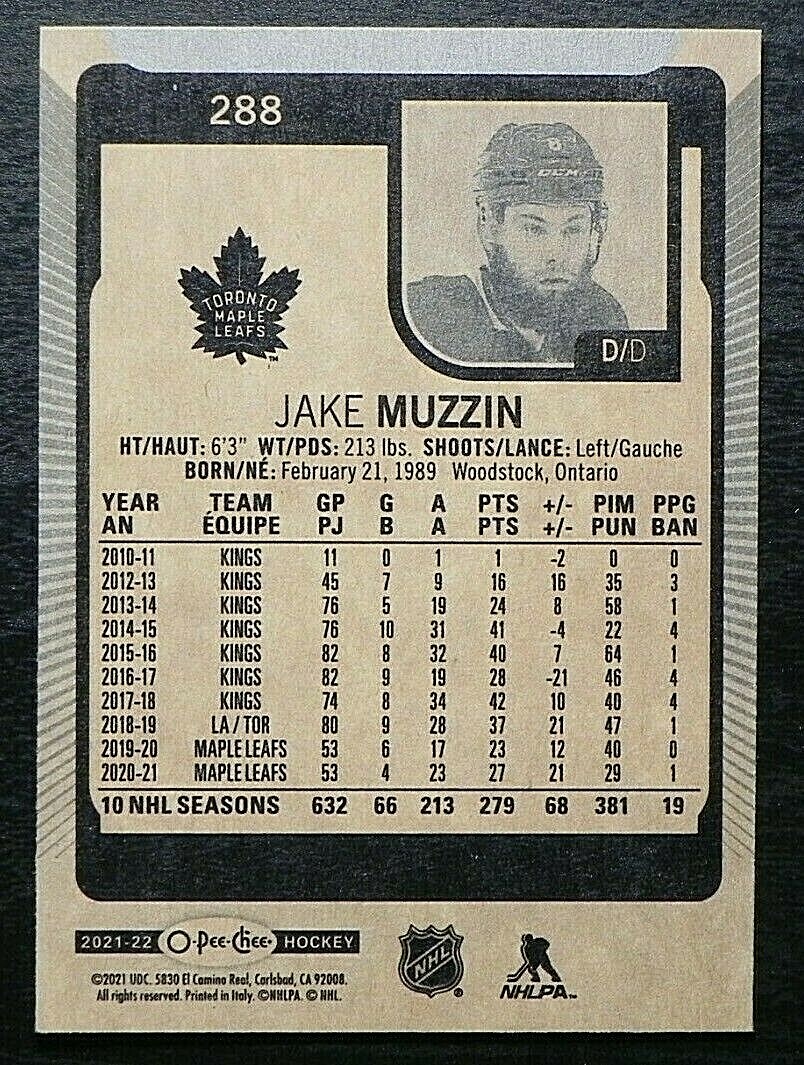 288
CCM
TORONTO
MAPLE
LEAFS
TM
D/D
JAKE MUZZIN
HT/HAUT: 6'3" WT/PDS: 213 lbs. SHOOTS/LANCE: Left/Gauche
BORN/NÉ: February 21, 1989 Woodstock, Ontario
YEAR TEAM GP G A PTS +/- PIM PPG
AN ÉQUIPE PJ B A PTS +/- PUN BAN
2010-11 KINGS 11 0 1 1 -2 0 0
2012-13 KINGS 45 7 9 16 16 35 3
2013-14 KINGS 76 5 19 24 8 58 1
2014-15 KINGS 76 10 31 41 -4 22 4
2015-16 KINGS 82 8 32 40 7 64 1
2016-17 KINGS 82 9 19 28 -21 46 4
2017-18 KINGS 74 8 34 42 10 40 4
2018-19 LA / TOR 80 9 28 37 21 47 1
2019-20 MAPLE LEAFS 53 6 17 23 12 40 0
2020-21 MAPLE LEAFS 53 4 23 27 21 29 1
10 NHL SEASONS 632 66 213 279 68 381 19
2021-22 O-Pee-Chee HOCKEY
NHL ®
NHLPA™
©2021 UDC. 5830 El Camino Real, Carlsbad, CA 92008.
All rights reserved. Printed in Italy. ©NHLPA. © NHL.